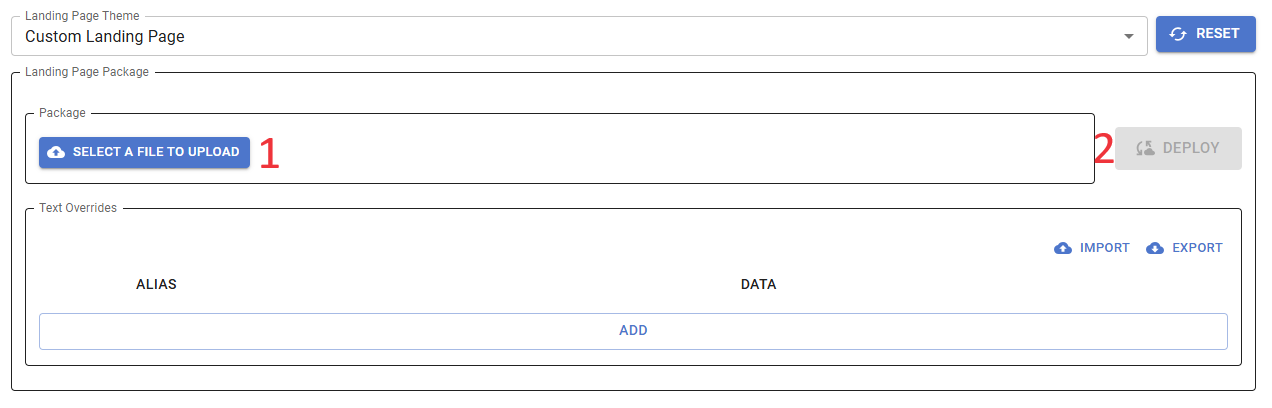 Landing Page Theme
Custom Landing Page
RESET
Landing Page Package
Package
SELECT A FILE TO UPLOAD 1
2 DEPLOY
Text Overrides
IMPORT EXPORT
ALIAS DATA
ADD